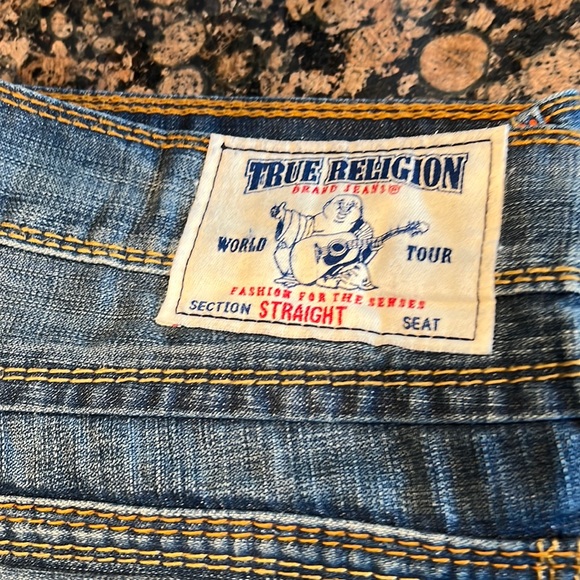 TRUE RELIGION
BRAND JEANS®
WORLD TOUR
FASHION FOR THE SENSES
SECTION STRAIGHT SEAT